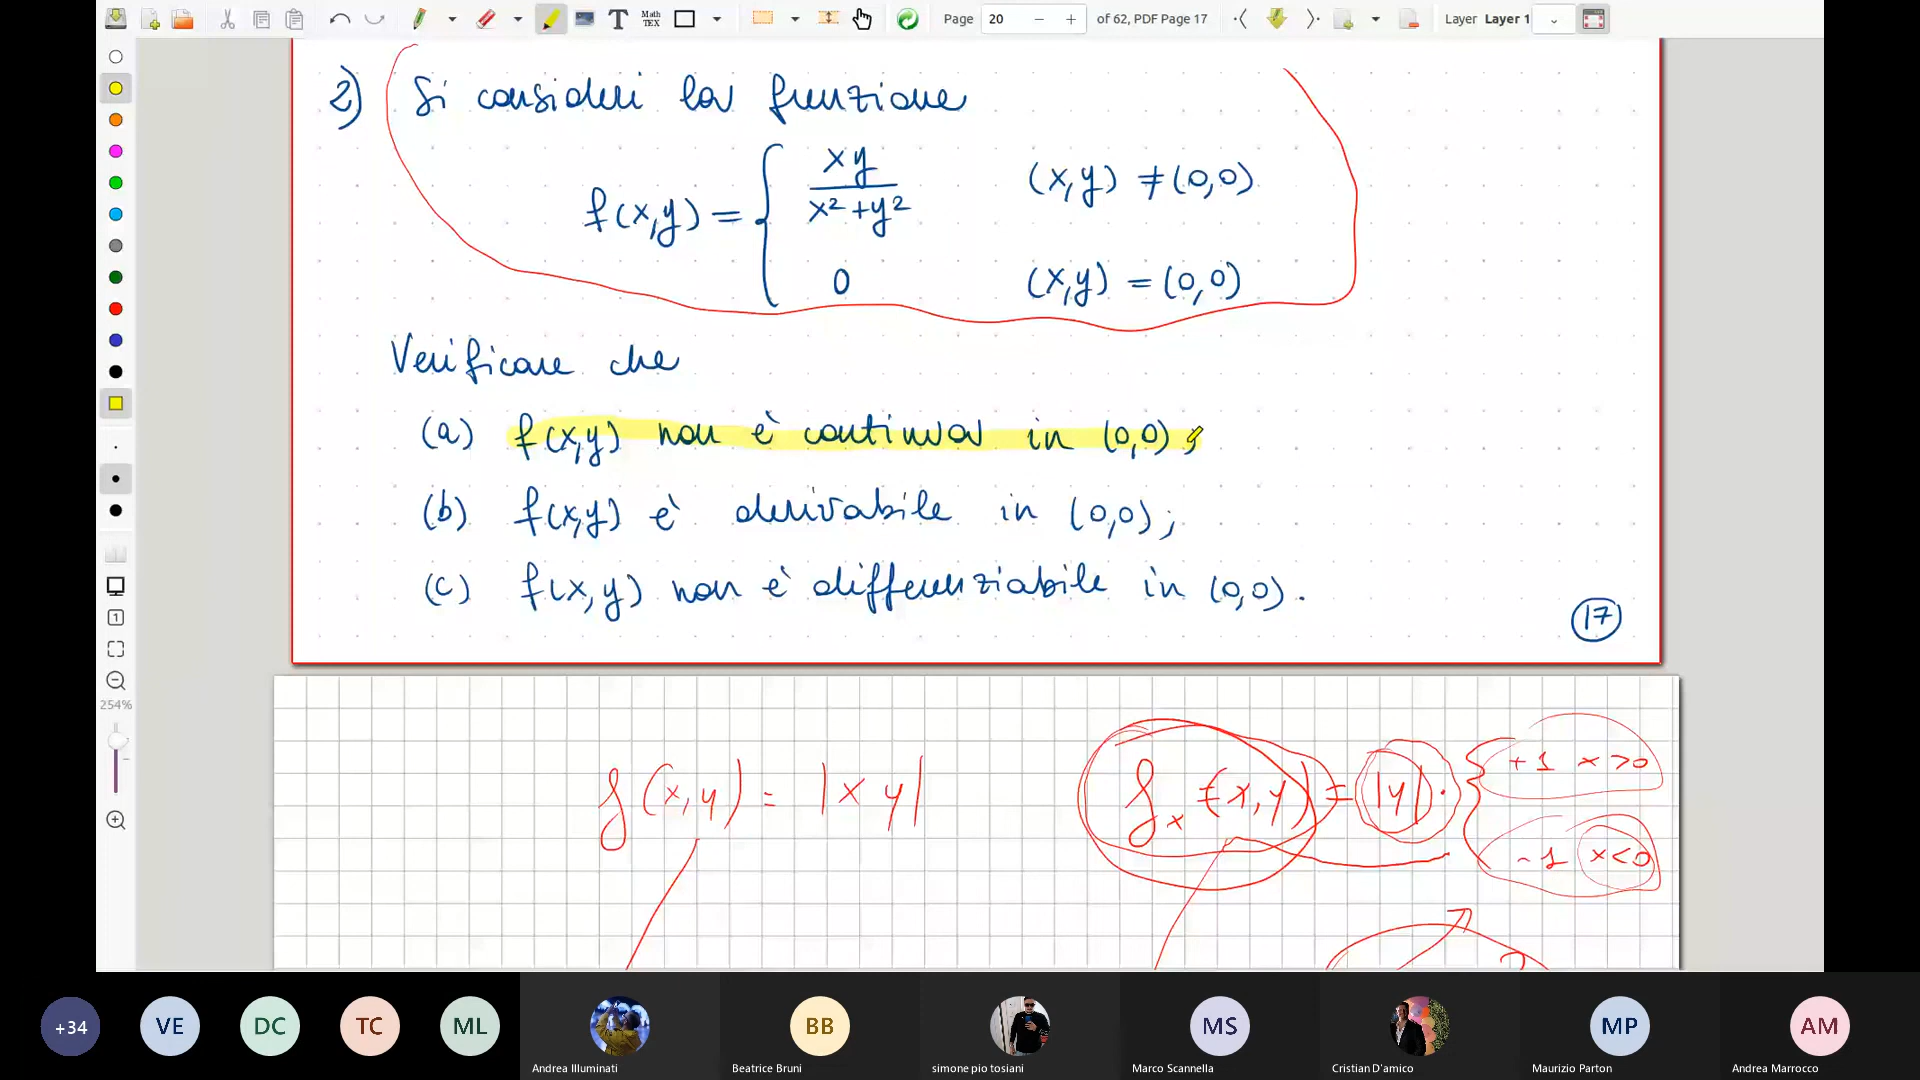 Page 20 of 62, PDF Page 17 Layer Layer 1
Math
TEX
2) Si consideri la funzione
f(x,y) = { xy / x² + y² (x,y) ≠ (0,0)
0 (x,y) = (0,0)
Verificare che
(a) f(x,y) non è continua in (0,0);
(b) f(x,y) è derivabile in (0,0);
(c) f(x,y) non è differenziabile in (0,0).
17
1
254%
f(x,y) = |xy| fx = (x,y) = |y| · { +1 x>0
-1 x<0
+34 VE DC TC ML BB MS MP AM
Andrea Illuminati Beatrice Bruni simone pio tosiani Marco Scannella Cristian D'amico Maurizio Parton Andrea Marrocco